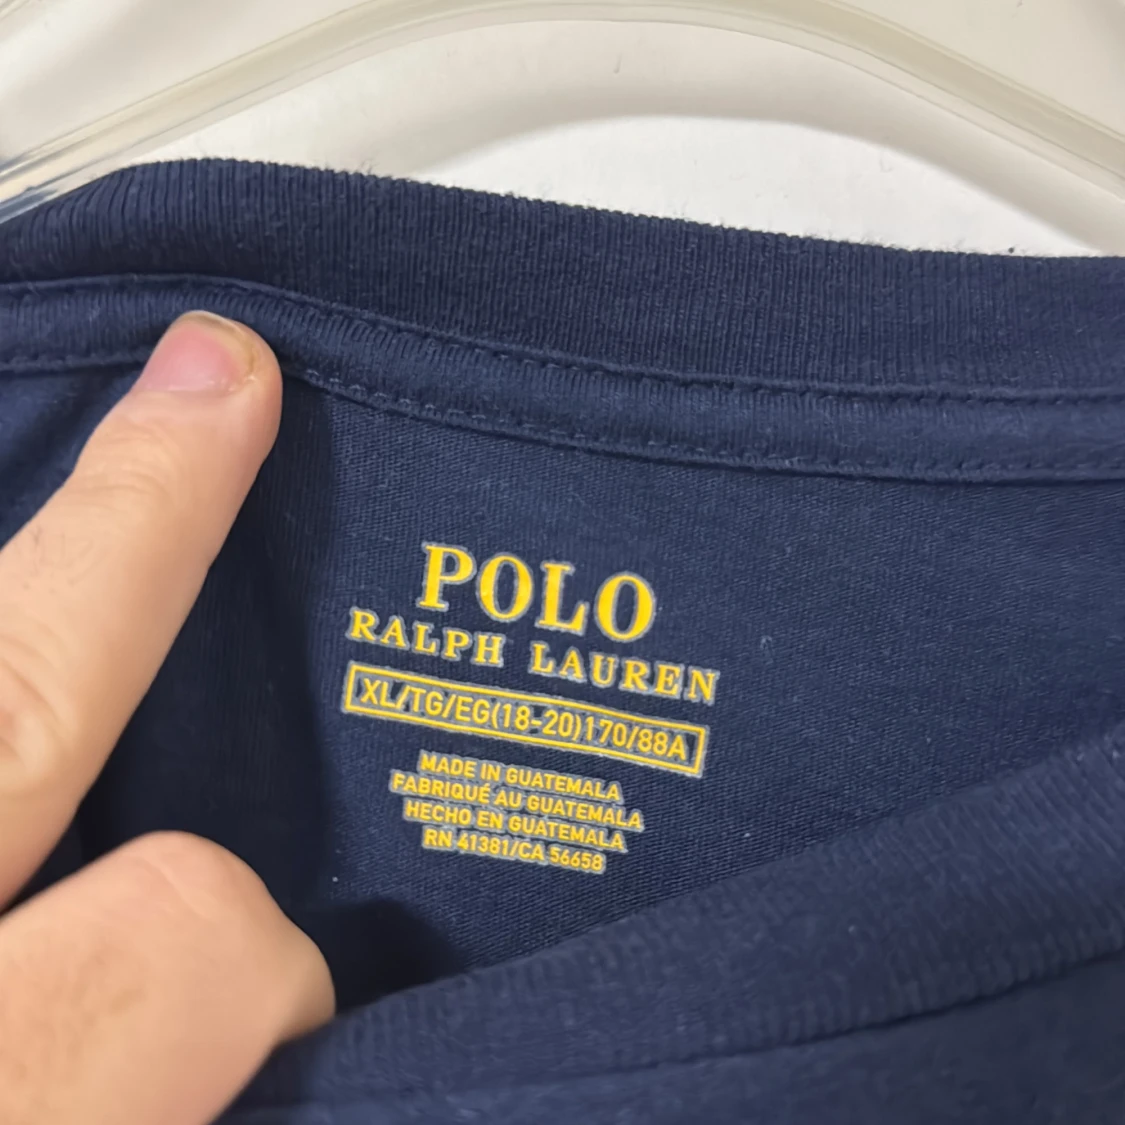 POLO
RALPH LAUREN
XL/TG/EG(18-20)170/88A
MADE IN GUATEMALA
FABRIQUÉ AU GUATEMALA
HECHO EN GUATEMALA
RN 41381/CA 56658